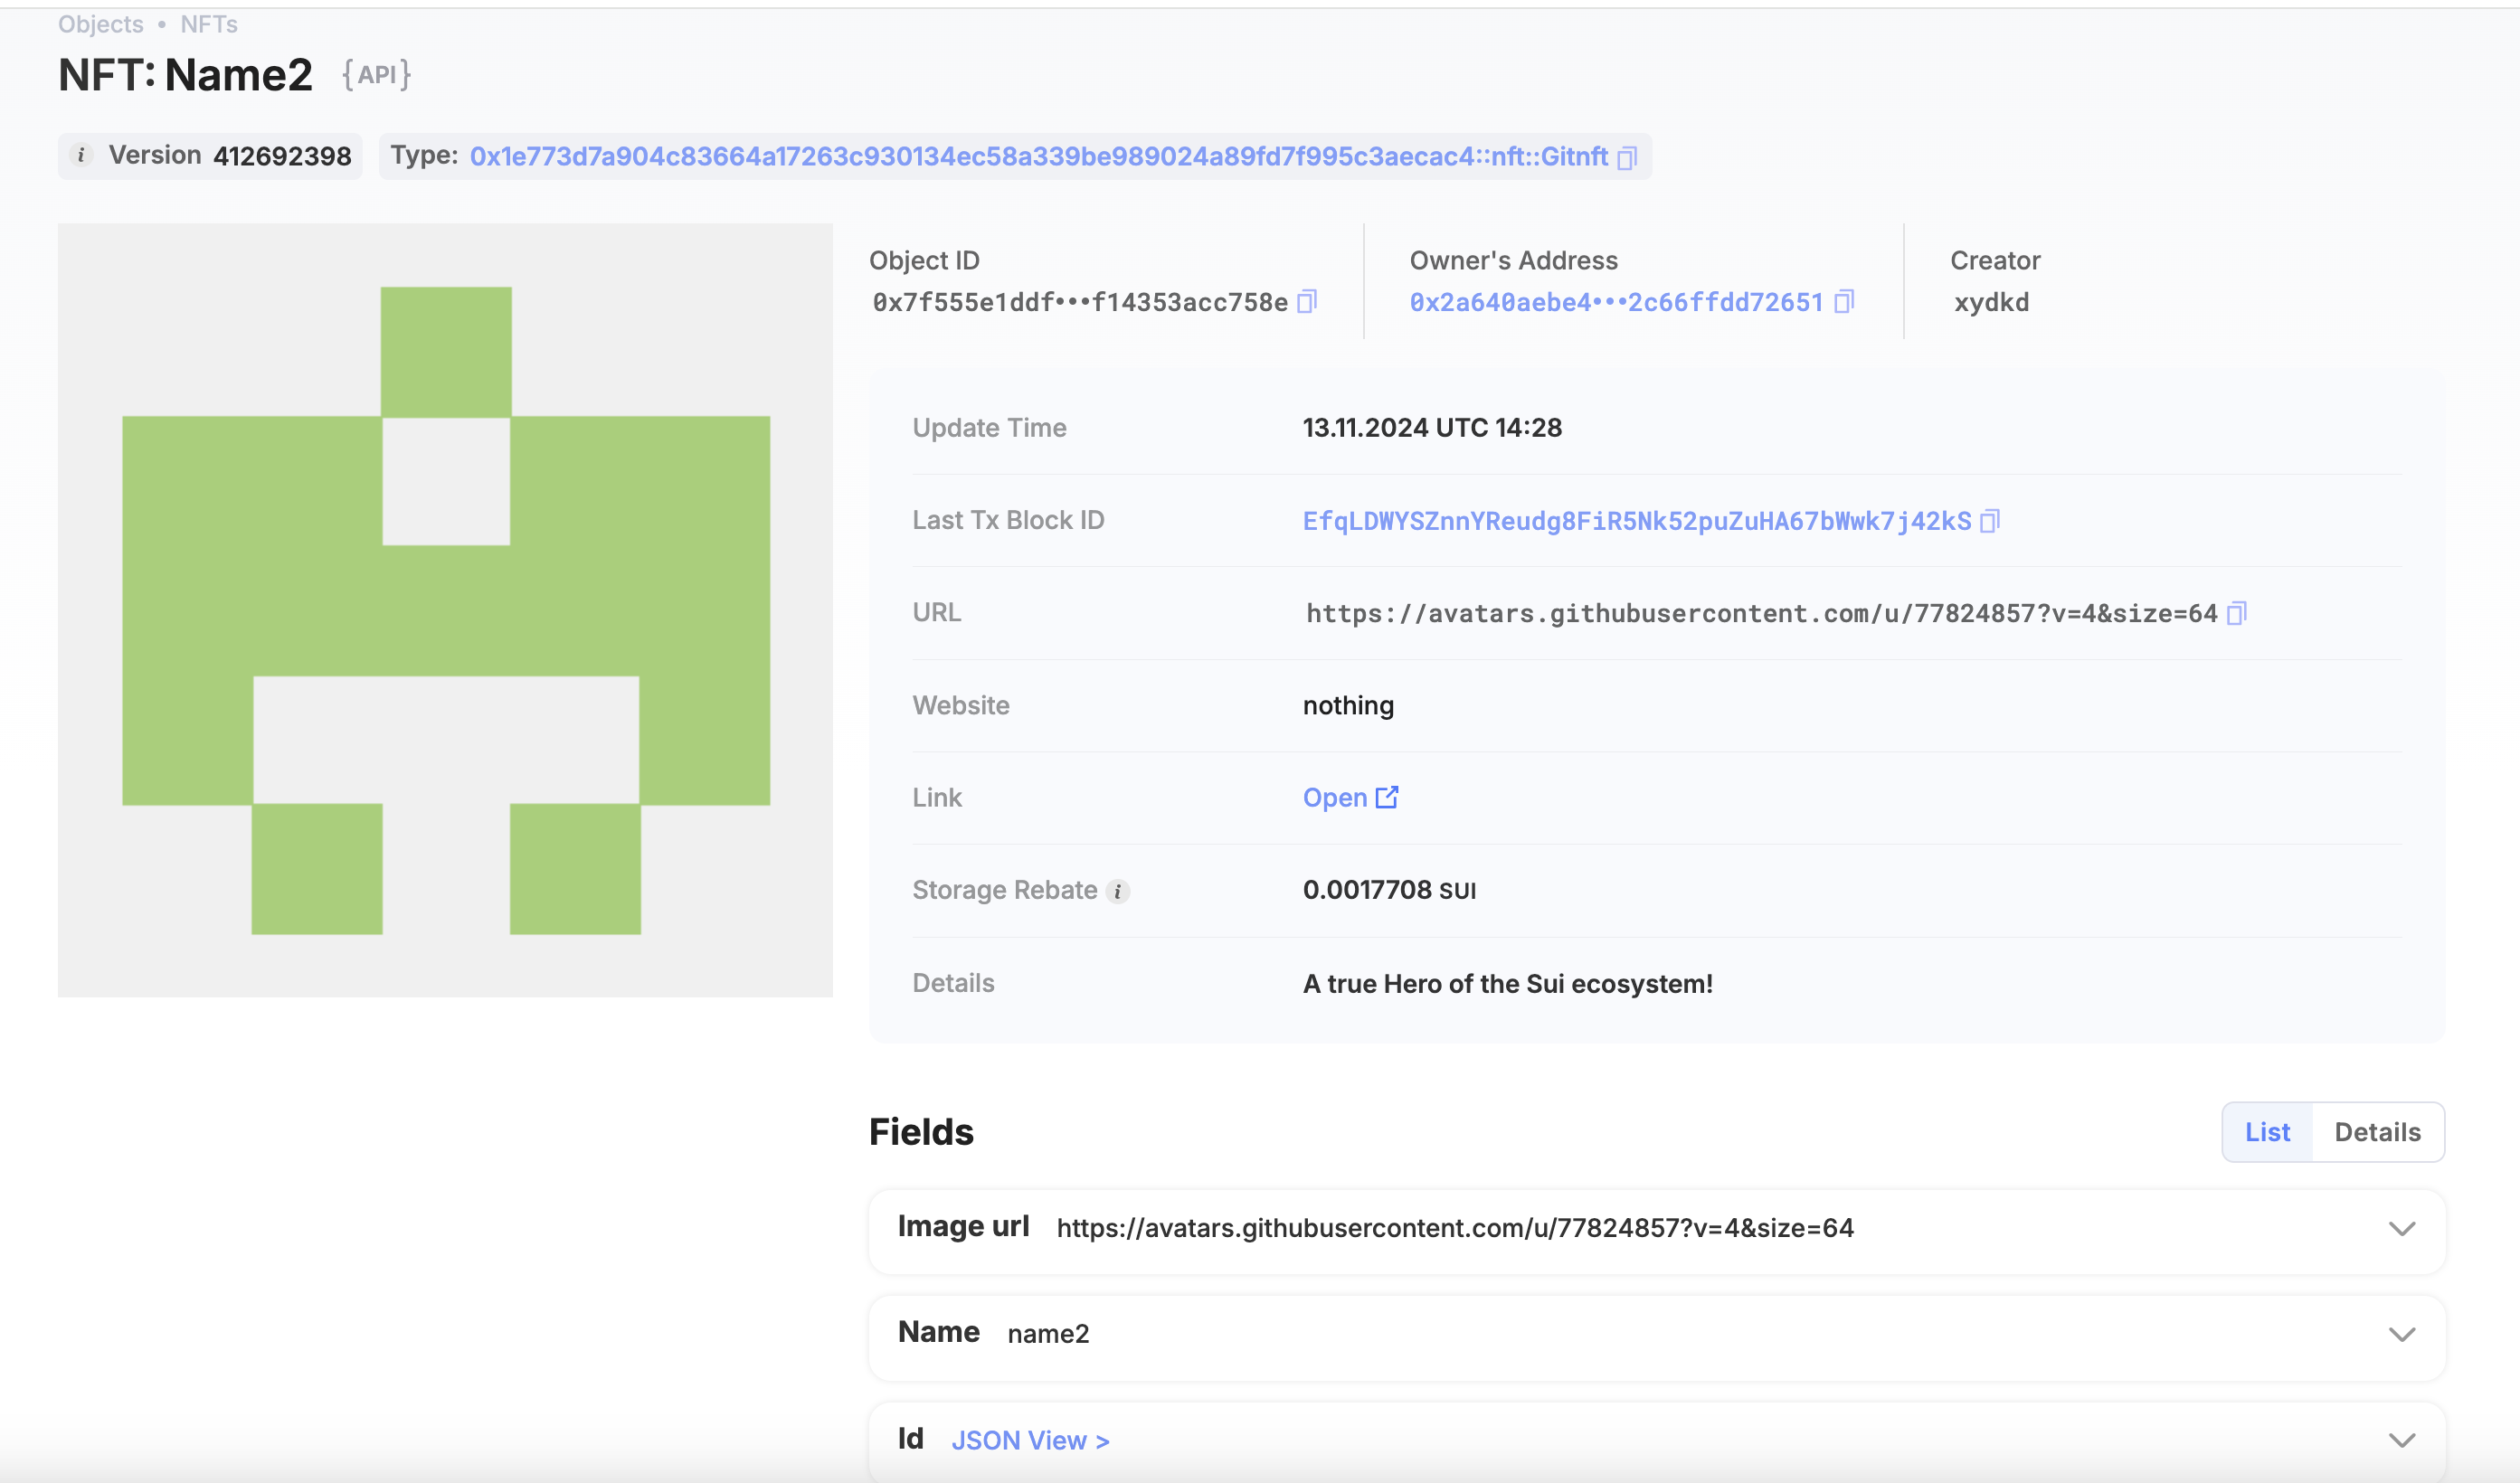 Objects • NFTs
NFT: Name2 {API}
i Version 412692398 Type: 0x1e773d7a904c83664a17263c930134ec58a339be989024a89fd7f995c3aecac4::nft::Gitnft
Object ID
0x7f555e1ddf•••f14353acc758e
Owner's Address
0x2a640aebe4•••2c66ffdd72651
Creator
xydkd
Update Time 13.11.2024 UTC 14:28
Last Tx Block ID EfqLDWYSZnnYReudg8FiR5Nk52puZuHA67bWwk7j42kS
URL https://avatars.githubusercontent.com/u/77824857?v=4&size=64
Website nothing
Link Open
Storage Rebate i 0.0017708 SUI
Details A true Hero of the Sui ecosystem!
Fields List Details
Image url https://avatars.githubusercontent.com/u/77824857?v=4&size=64
Name name2
Id JSON View >